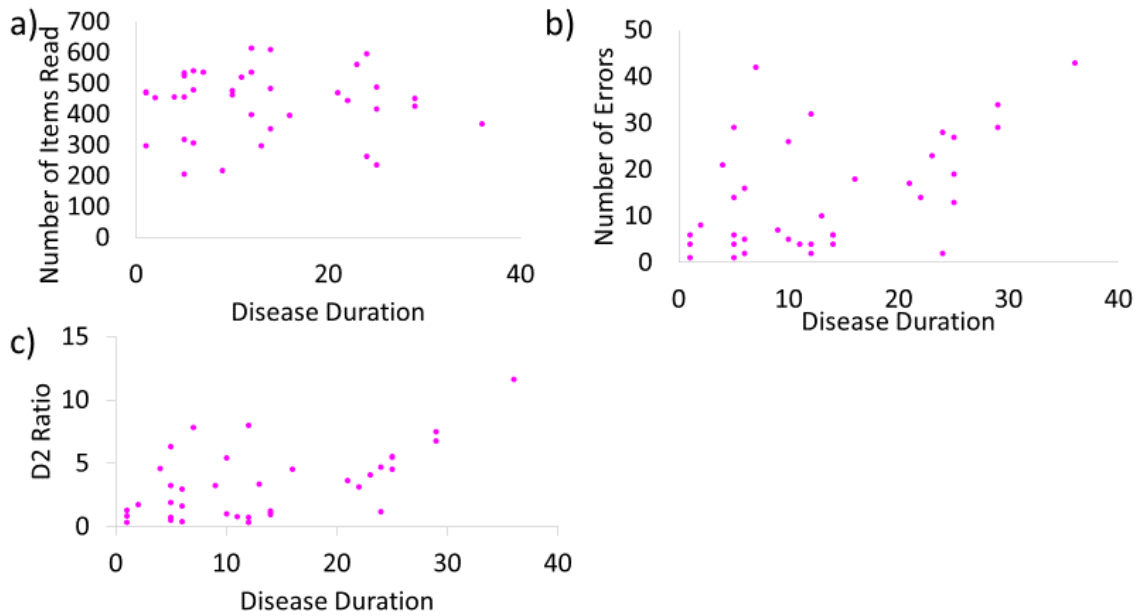 a)
Number of Items Read
700
600
500
400
300
200
100
0
0 20 40
Disease Duration
b)
Number of Errors
50
40
30
20
10
0
0 10 20 30 40
Disease Duration
c)
D2 Ratio
15
10
5
0
0 10 20 30 40
Disease Duration